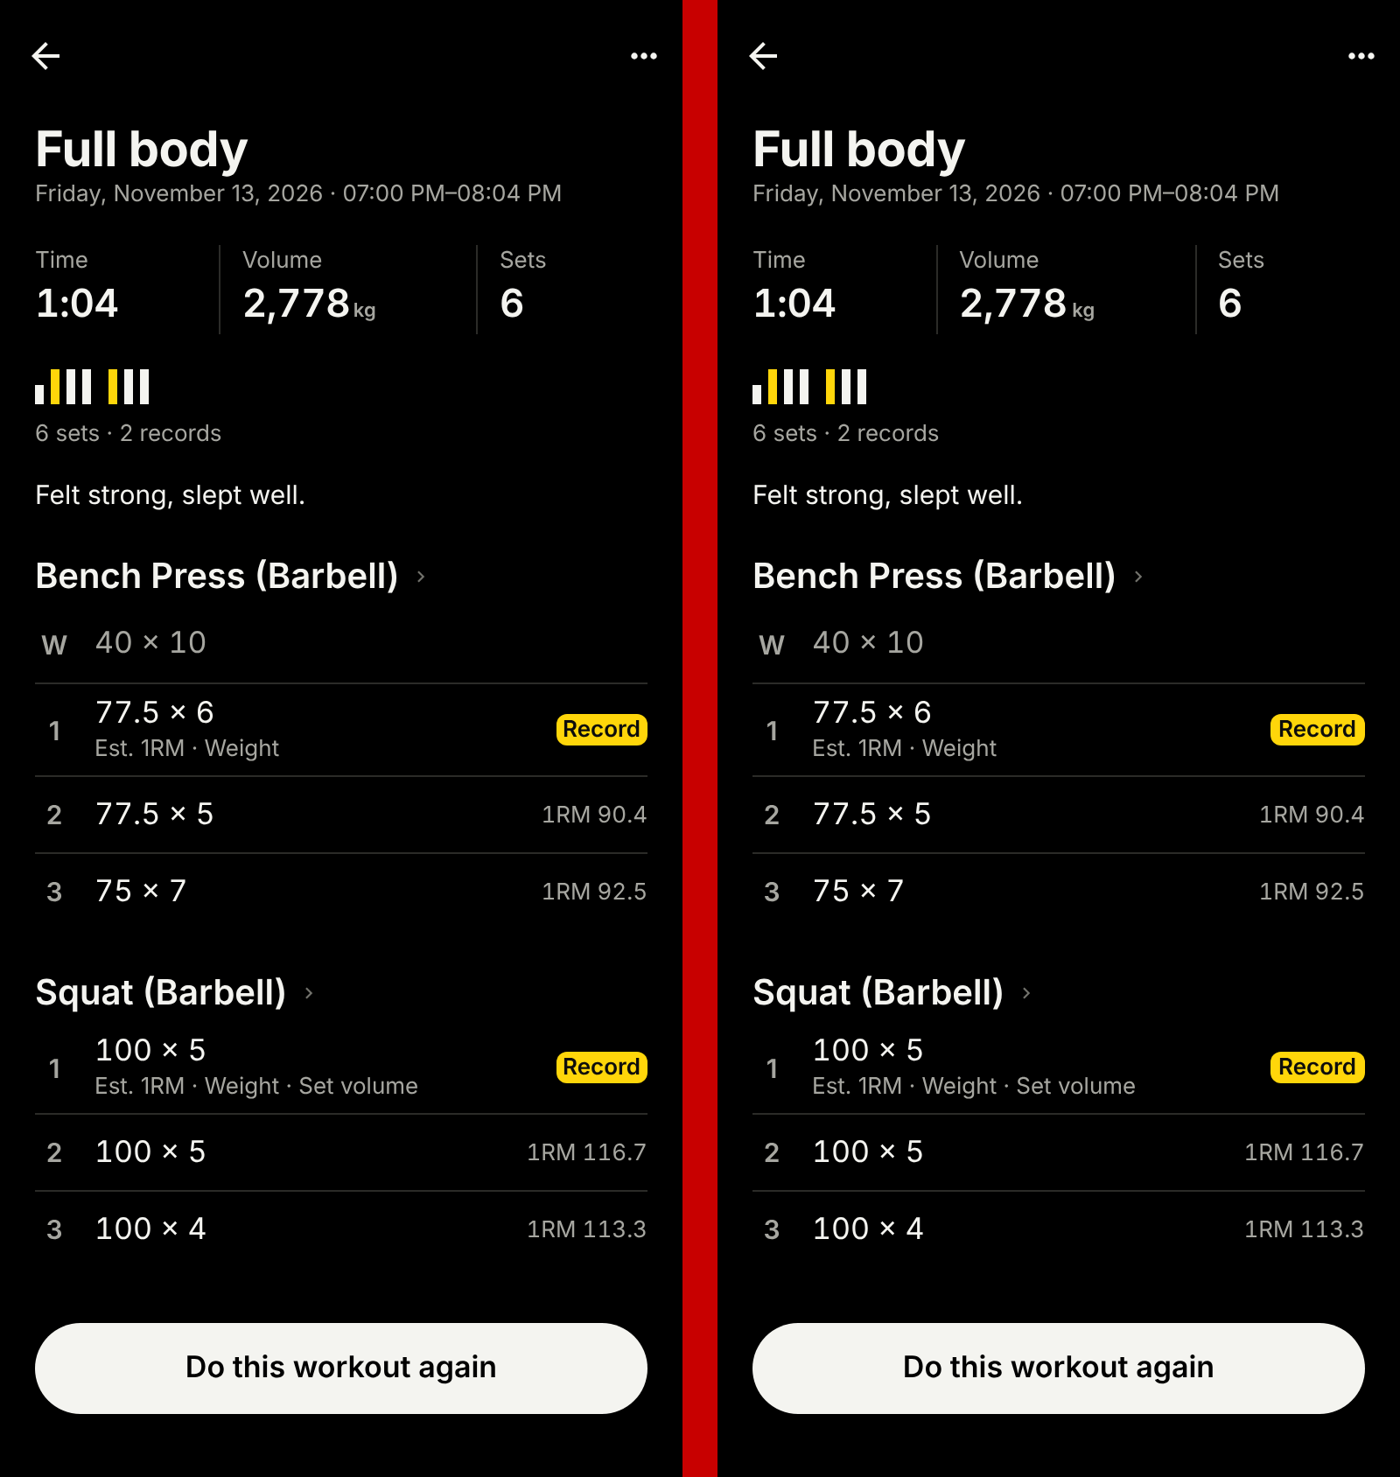 Full body
Friday, November 13, 2026 · 07:00 PM–08:04 PM
Time Volume Sets
1:04 2,778 kg 6
6 sets · 2 records
Felt strong, slept well.
Bench Press (Barbell) ›
W 40 × 10
1 77.5 × 6 Record
Est. 1RM · Weight
2 77.5 × 5 1RM 90.4
3 75 × 7 1RM 92.5
Squat (Barbell) ›
1 100 × 5 Record
Est. 1RM · Weight · Set volume
2 100 × 5 1RM 116.7
3 100 × 4 1RM 113.3
Do this workout again
Full body
Friday, November 13, 2026 · 07:00 PM–08:04 PM
Time Volume Sets
1:04 2,778 kg 6
6 sets · 2 records
Felt strong, slept well.
Bench Press (Barbell) ›
W 40 × 10
1 77.5 × 6 Record
Est. 1RM · Weight
2 77.5 × 5 1RM 90.4
3 75 × 7 1RM 92.5
Squat (Barbell) ›
1 100 × 5 Record
Est. 1RM · Weight · Set volume
2 100 × 5 1RM 116.7
3 100 × 4 1RM 113.3
Do this workout again